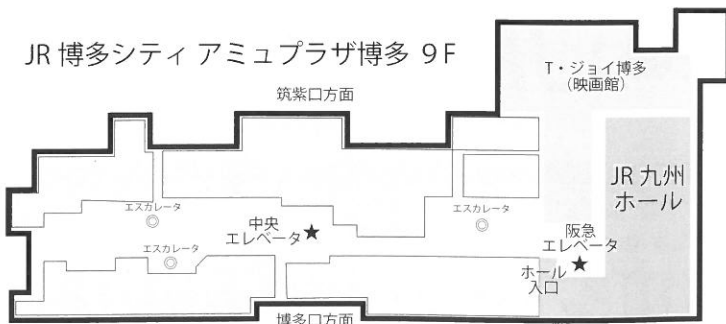 JR 博多シティ アミュプラザ博多 9F
筑紫口方面
T・ジョイ博多
（映画館）
JR 九州
ホール
エスカレータ
中央
エレベータ
エスカレータ
阪急
エレベータ
エスカレータ
ホール
入口
博多口方面